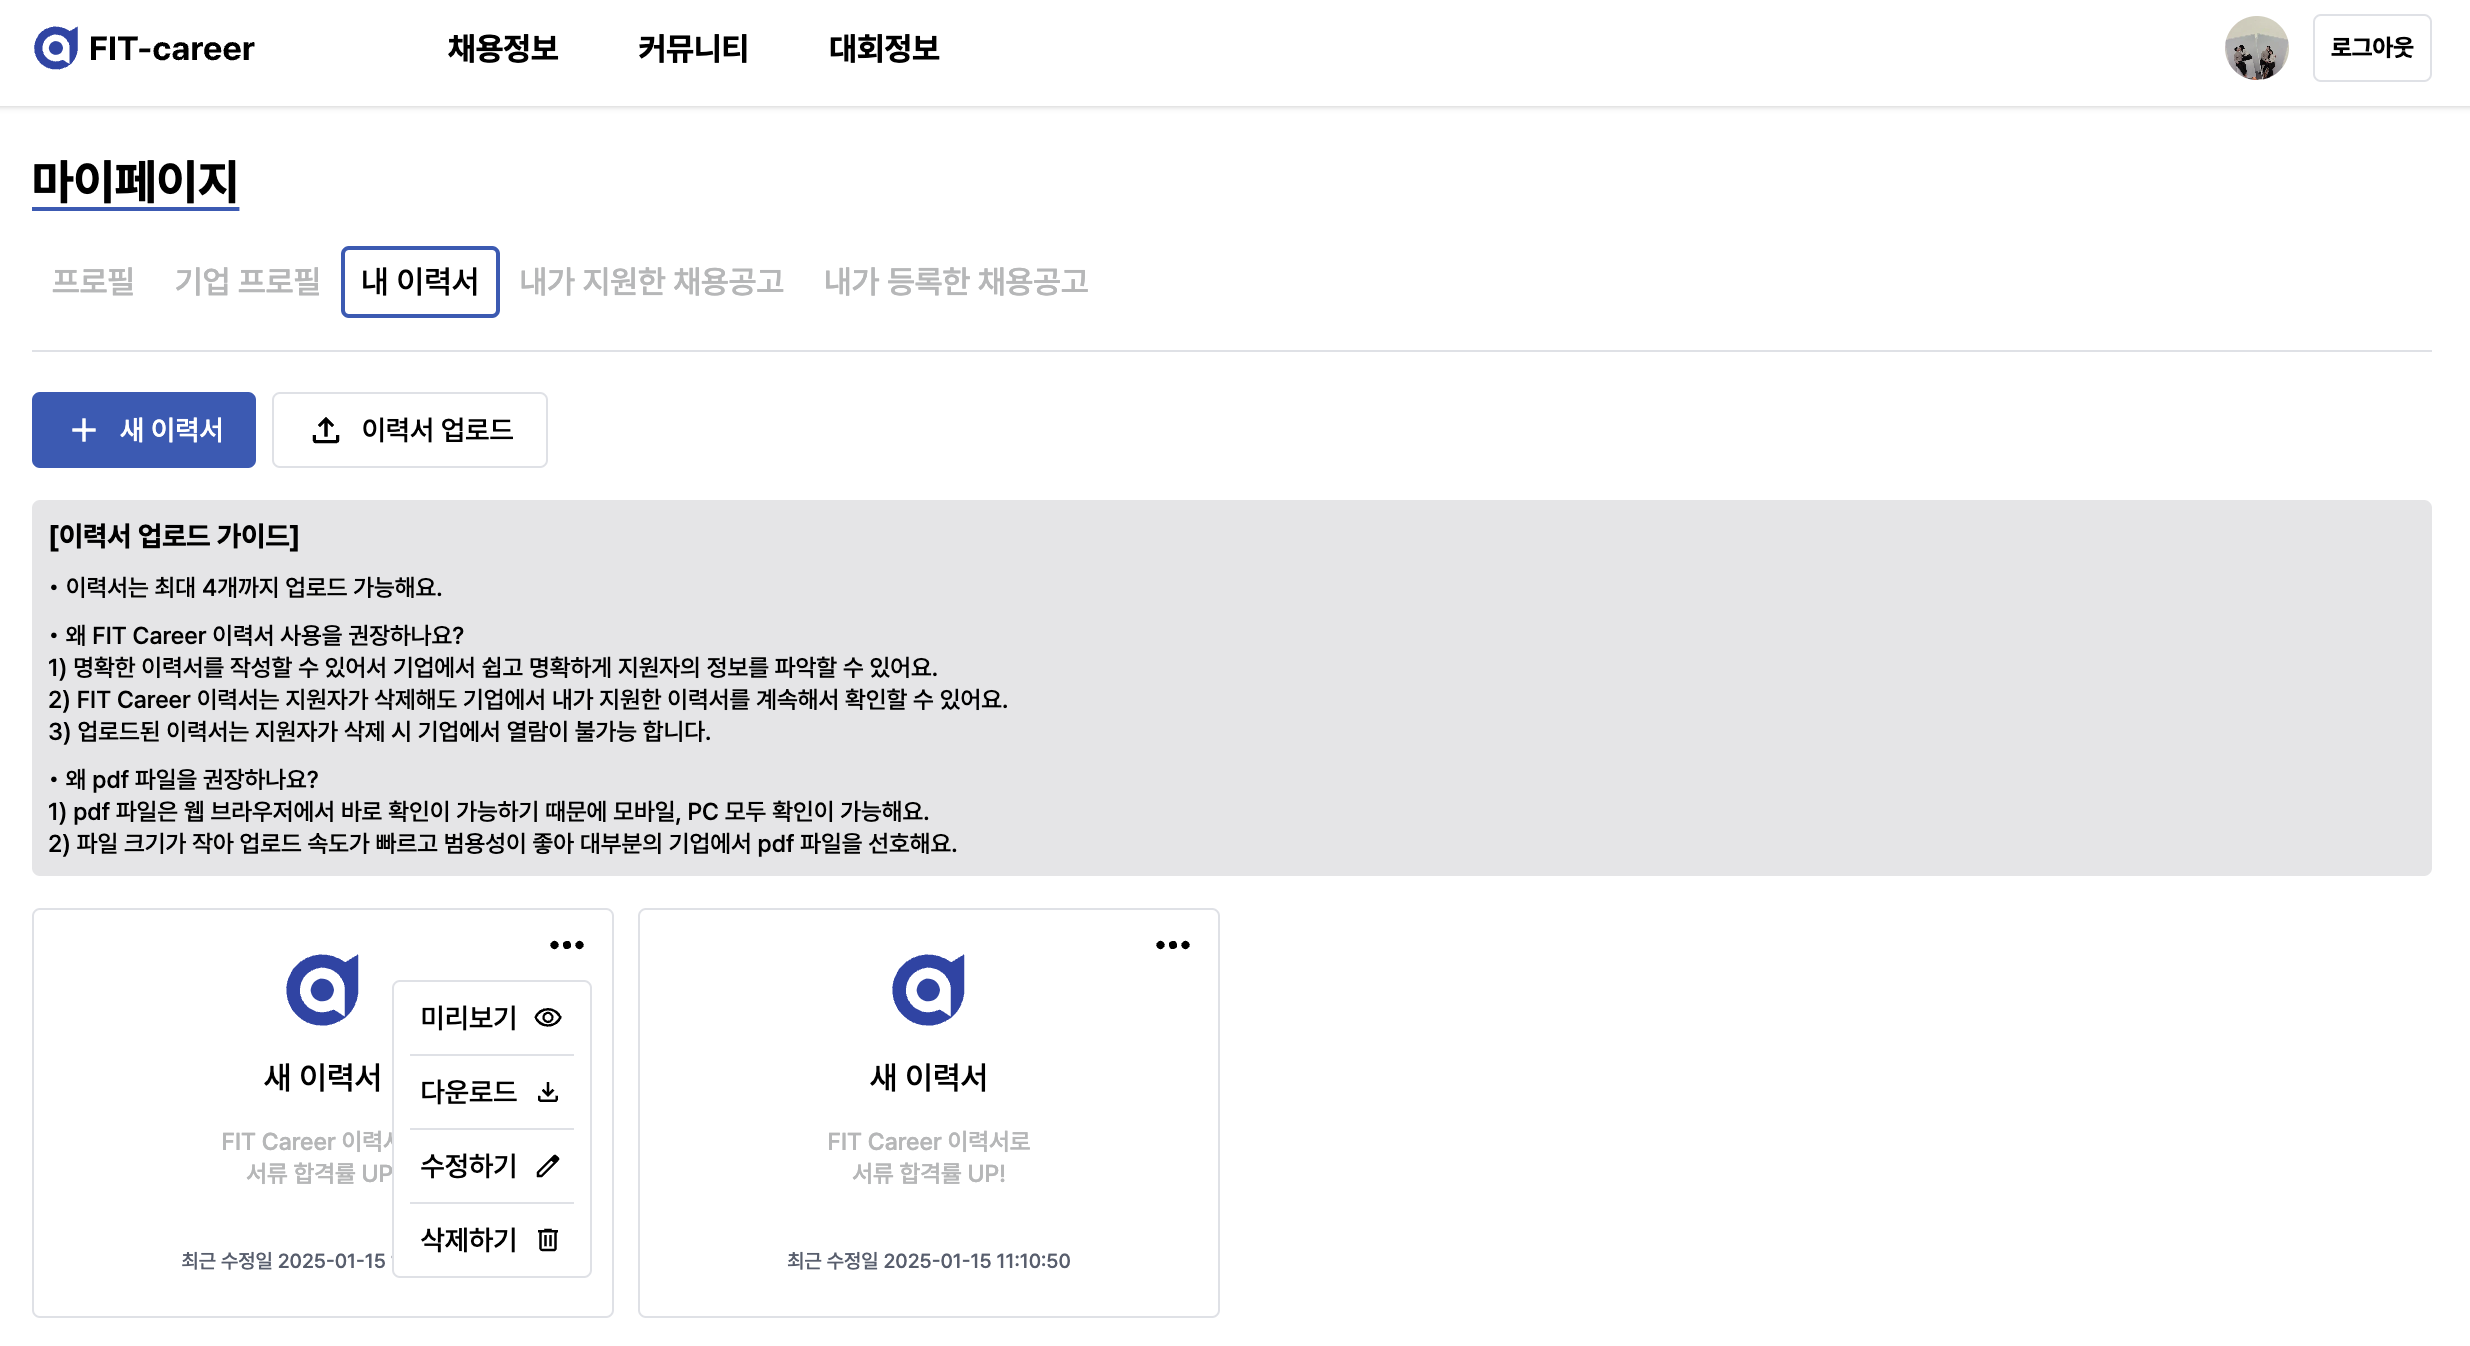 FIT-career
채용정보
커뮤니티
대회정보
로그아웃
마이페이지
프로필
기업 프로필
내 이력서
내가 지원한 채용공고
내가 등록한 채용공고
새 이력서
이력서 업로드
[이력서 업로드 가이드]
• 이력서는 최대 4개까지 업로드 가능해요.
• 왜 FIT Career 이력서 사용을 권장하나요?
1) 명확한 이력서를 작성할 수 있어서 기업에서 쉽고 명확하게 지원자의 정보를 파악할 수 있어요.
2) FIT Career 이력서는 지원자가 삭제해도 기업에서 내가 지원한 이력서를 계속해서 확인할 수 있어요.
3) 업로드된 이력서는 지원자가 삭제 시 기업에서 열람이 불가능 합니다.
• 왜 pdf 파일을 권장하나요?
1) pdf 파일은 웹 브라우저에서 바로 확인이 가능하기 때문에 모바일, PC 모두 확인이 가능해요.
2) 파일 크기가 작아 업로드 속도가 빠르고 범용성이 좋아 대부분의 기업에서 pdf 파일을 선호해요.
새 이력서
FIT Career
서류 합격률 UP
최근 수정일 2025-01-15
미리보기
다운로드
수정하기
삭제하기
새 이력서
FIT Career 이력서로
서류 합격률 UP!
최근 수정일 2025-01-15 11:10:50